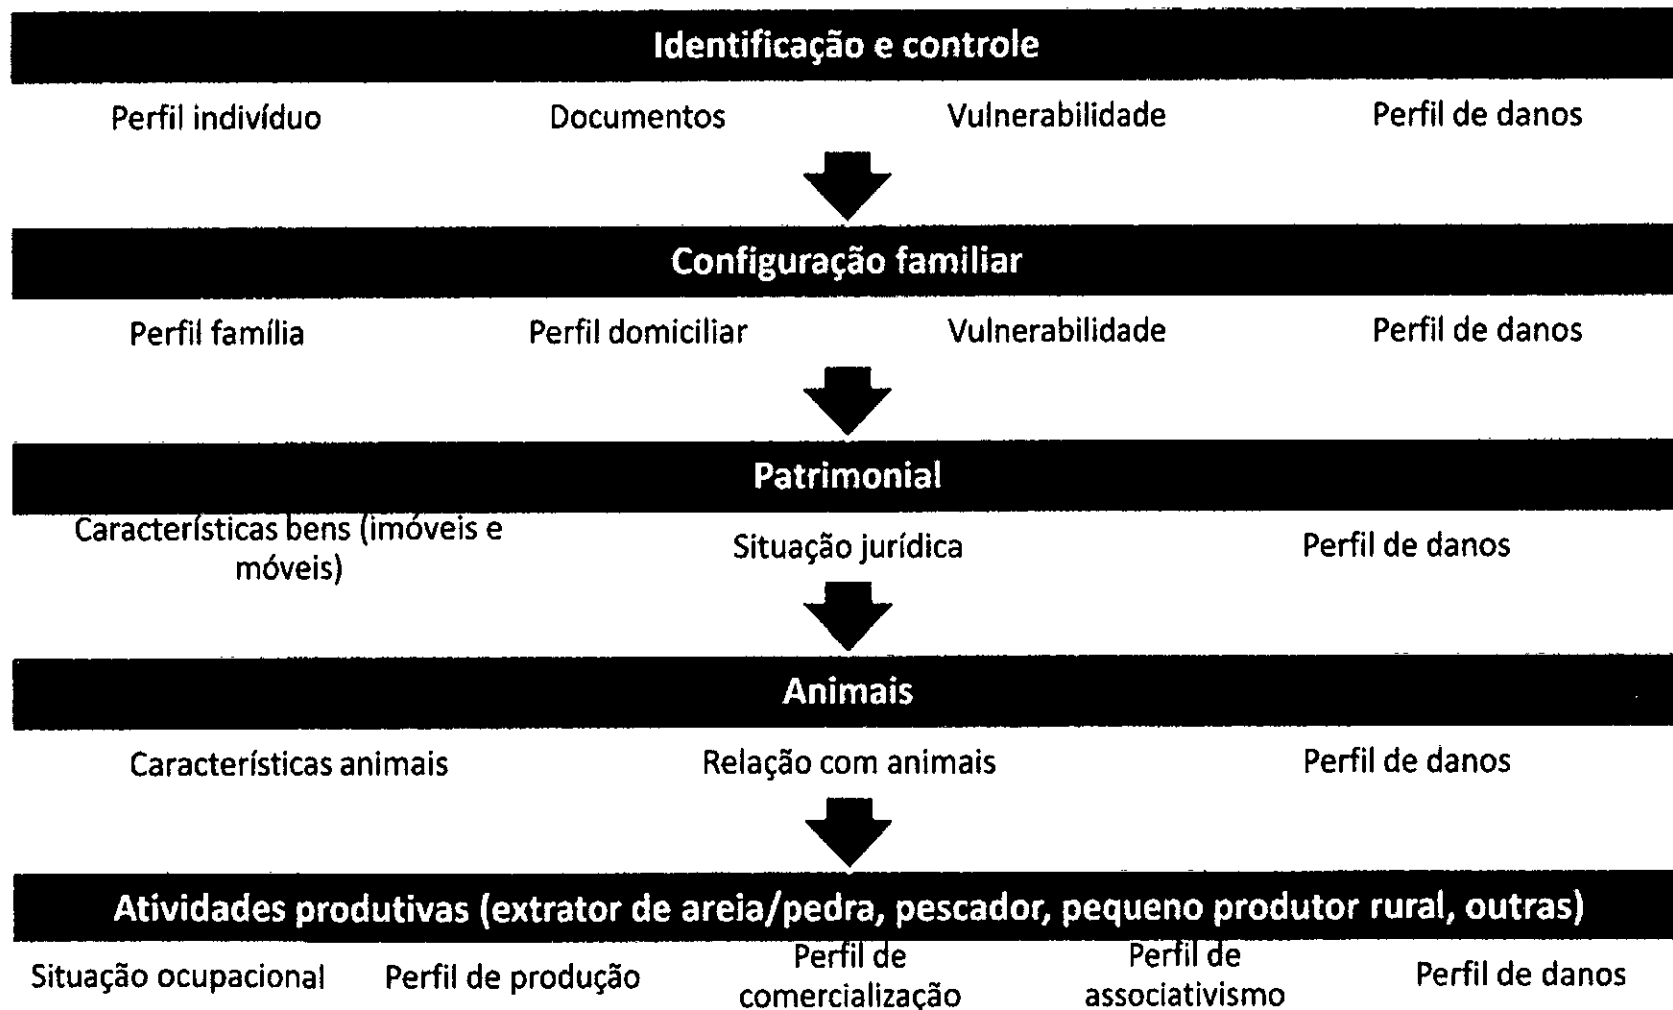 Identificação e controle
Perfil indivíduo Documentos Vulnerabilidade Perfil de danos
Configuração familiar
Perfil família Perfil domiciliar Vulnerabilidade Perfil de danos
Patrimonial
Características bens (imóveis e
móveis)
Situação jurídica Perfil de danos
Animais
Características animais Relação com animais Perfil de danos
Atividades produtivas (extrator de areia/pedra, pescador, pequeno produtor rural, outras)
Situação ocupacional Perfil de produção
Perfil de
comercialização
Perfil de
associativismo
Perfil de danos